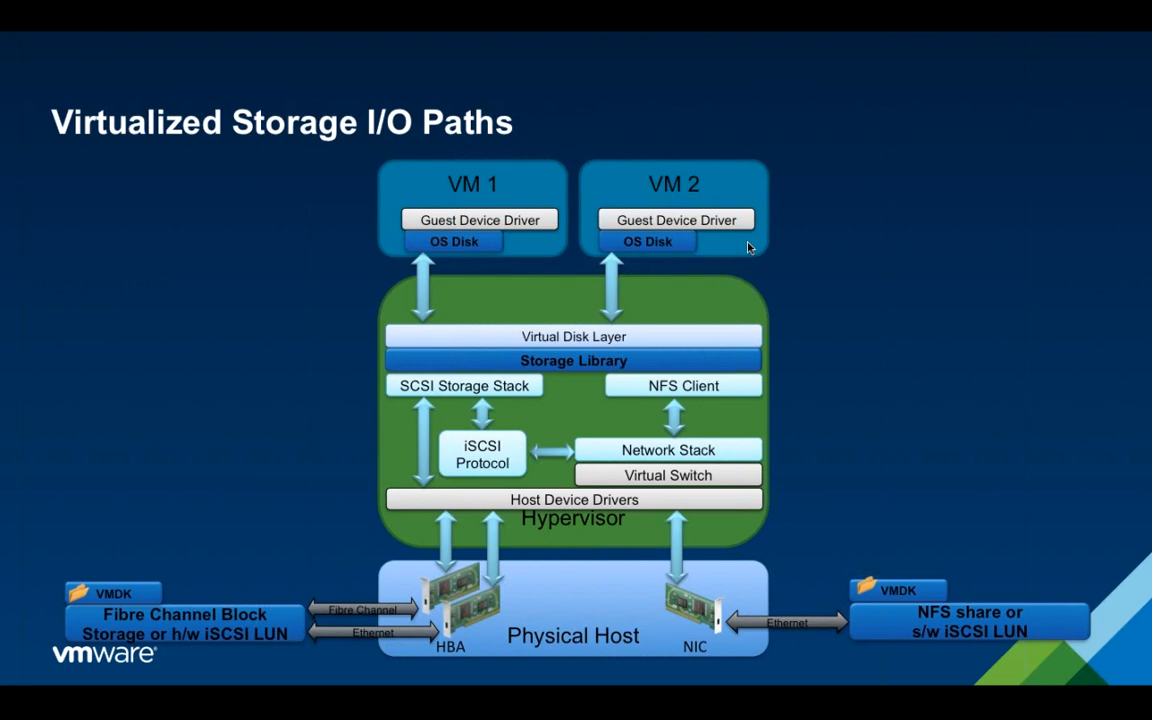 Virtualized Storage I/O Paths
VM 1
VM 2
Guest Device Driver
Guest Device Driver
OS Disk
OS Disk
Virtual Disk Layer
Storage Library
SCSI Storage Stack
NFS Client
iSCSI
Protocol
Network Stack
Virtual Switch
Host Device Drivers
Hypervisor
VMDK
Fibre Channel Block
Storage or h/w iSCSI LUN
Fibre Channel
Ethernet
HBA
Physical Host
NIC
Ethernet
VMDK
NFS share or
s/w iSCSI LUN
vmware®